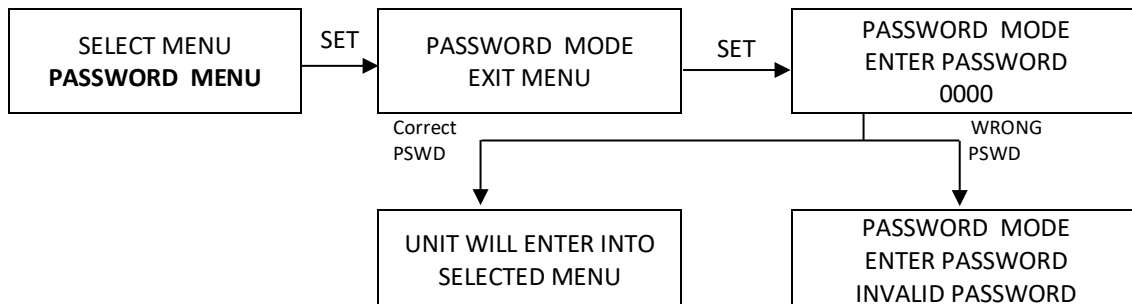 SELECT MENU
PASSWORD MENU
SET
PASSWORD MODE
EXIT MENU
SET
PASSWORD MODE
ENTER PASSWORD
0000
Correct
PSWD
WRONG
PSWD
UNIT WILL ENTER INTO
SELECTED MENU
PASSWORD MODE
ENTER PASSWORD
INVALID PASSWORD